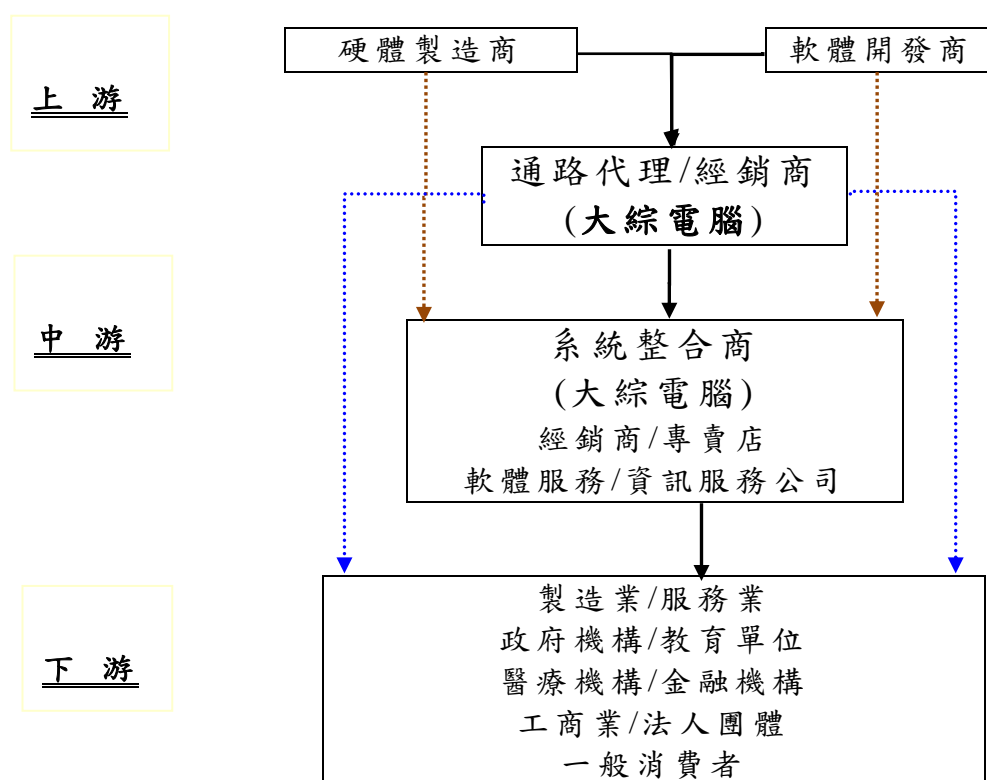 硬體製造商
軟體開發商
上 游
通路代理/經銷商
(大綜電腦)
中 游
系統整合商
(大綜電腦)
經銷商/專賣店
軟體服務/資訊服務公司
下 游
製造業/服務業
政府機構/教育單位
醫療機構/金融機構
工商業/法人團體
一般消費者